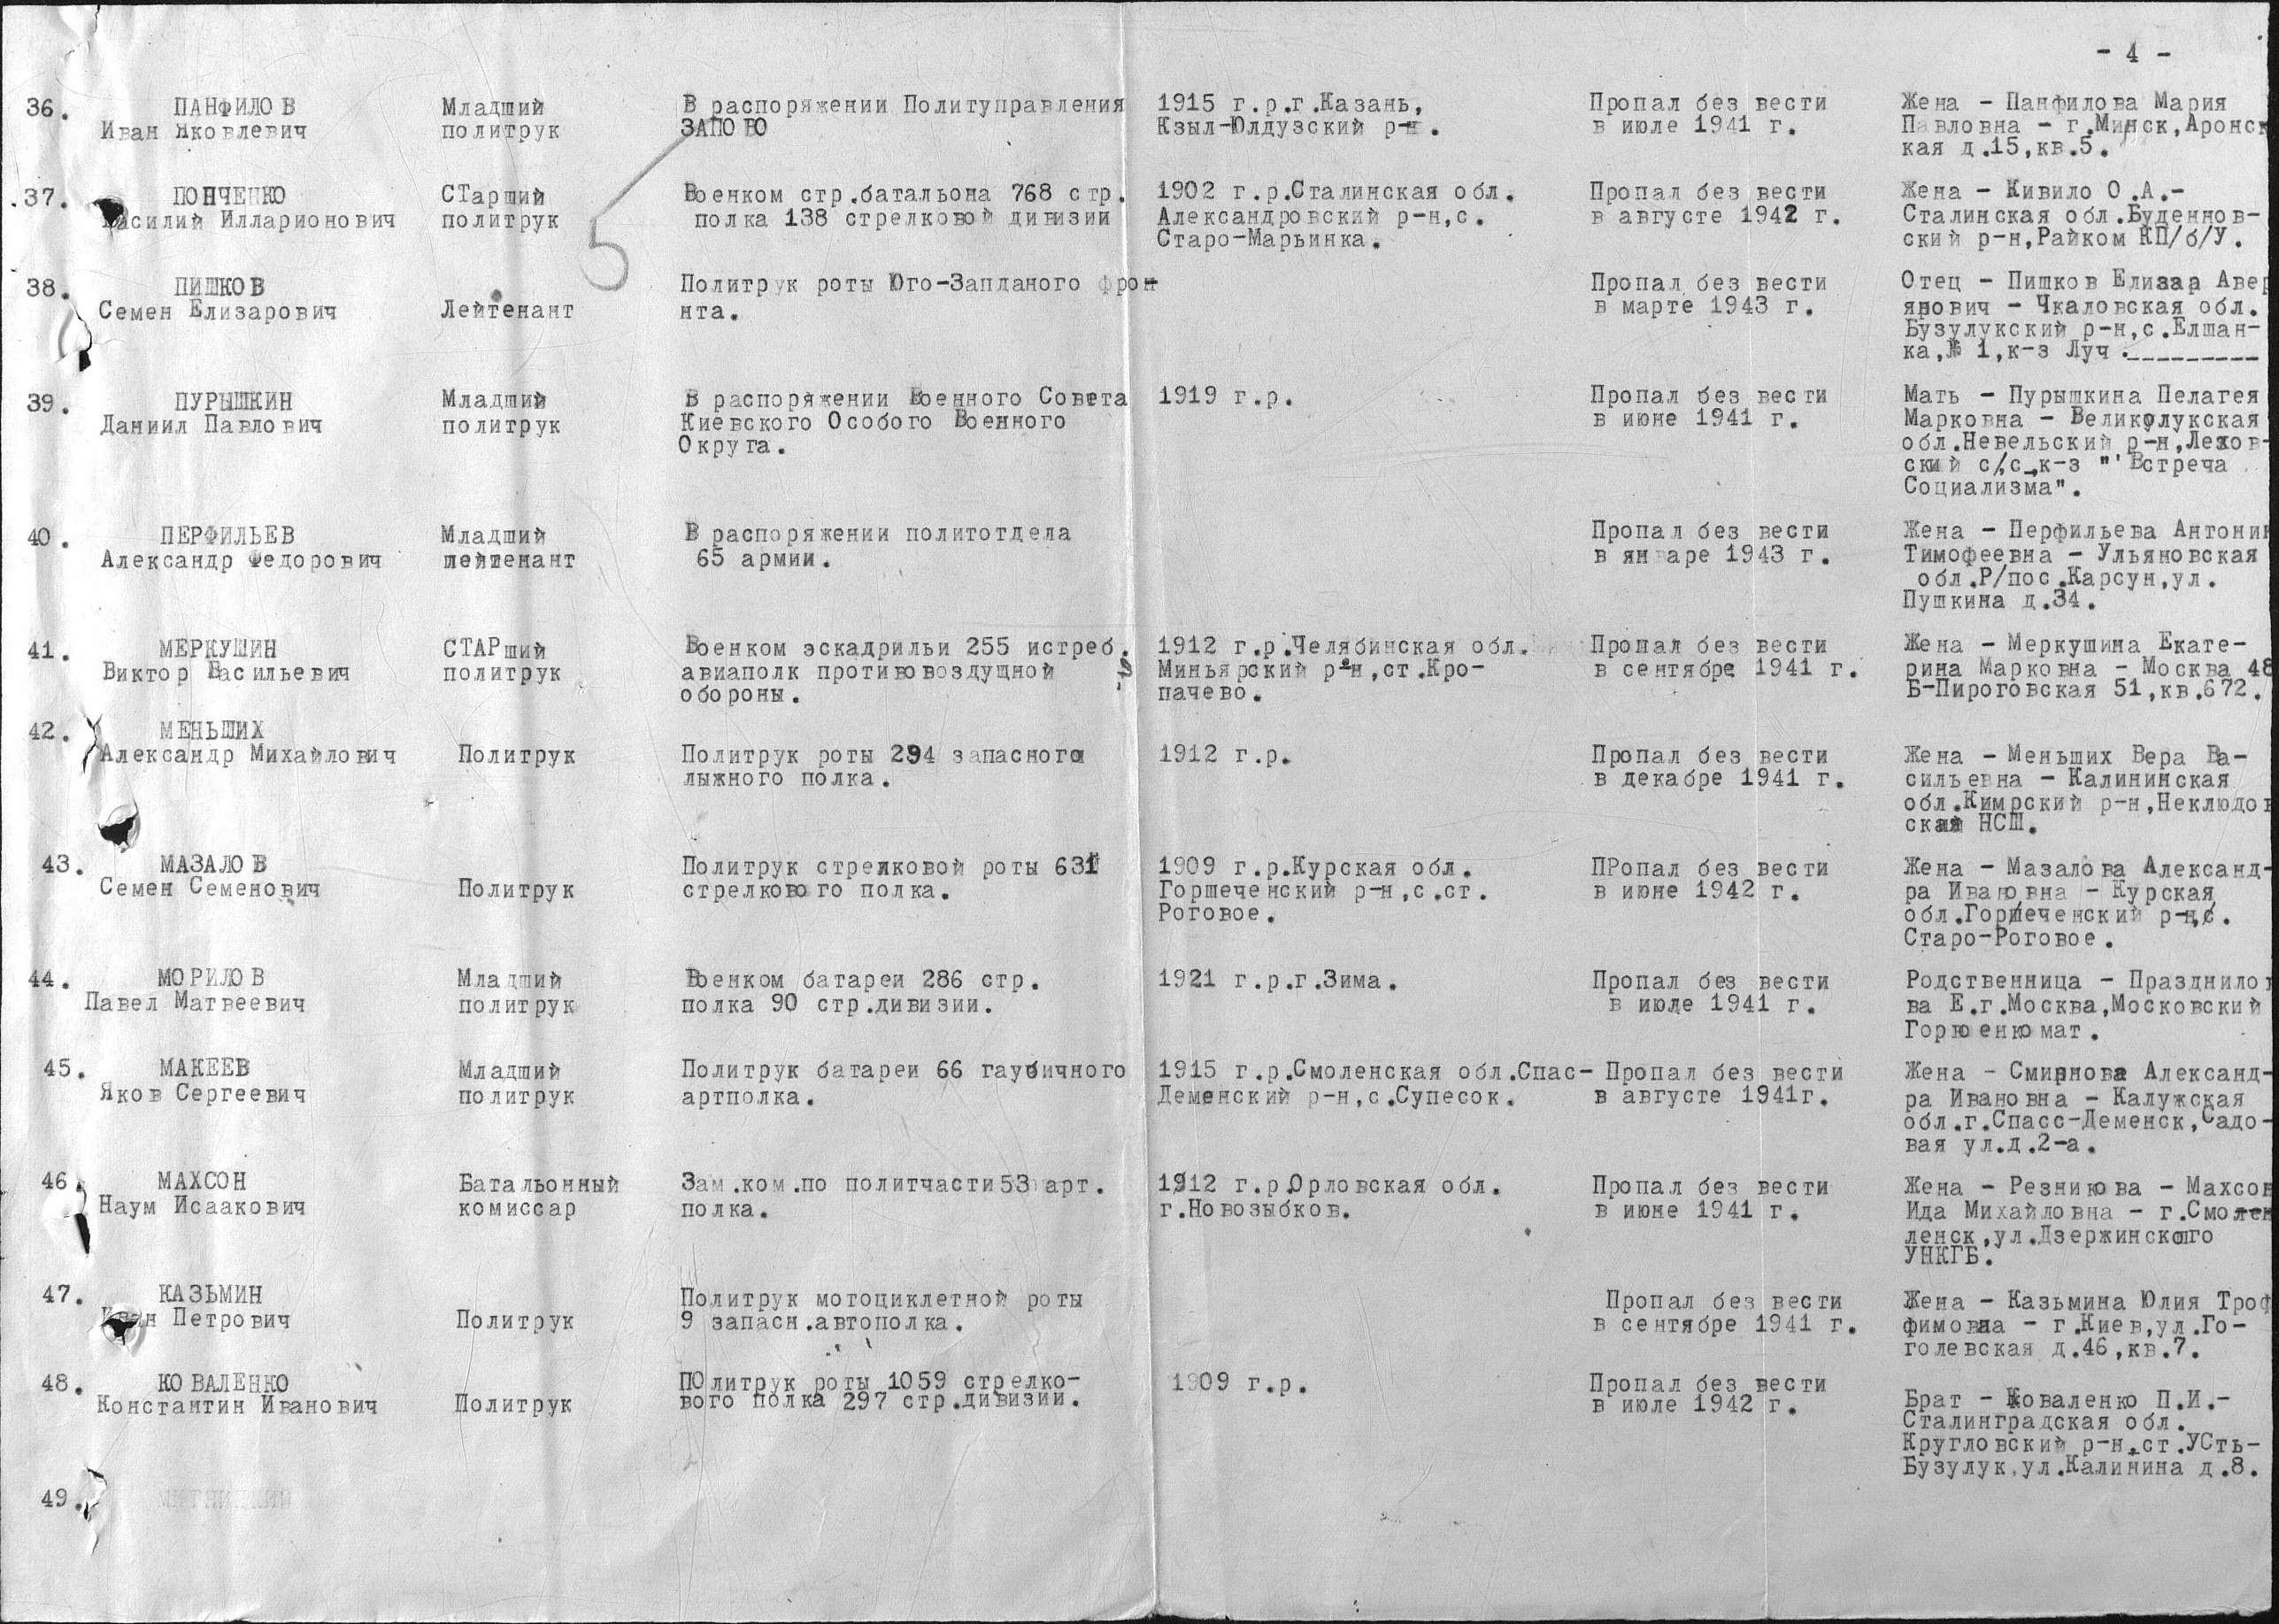 - 4 -
36. ПАНФИЛОВ
Иван Яковлевич
Младший
политрук
В распоряжении Политуправления
ЗАПОВО
1915 г.р.г.Казань,
Кзыл-Юлдузский р-н.
Пропал без вести
в июле 1941 г.
Жена - Панфилова Мария
Павловна - г.Минск,Аронск
кая д.15,кв.5.
5
37. ПОНЧЕНКО
Василий Илларионович
СТарший
политрук
Военком стр.батальона 768 стр.
полка 138 стрелковой дивизии
1902 г.р.Сталинская обл.
Александровский р-н,с.
Старо-Марьинка.
Пропал без вести
в августе 1942 г.
Жена - Кивило О.А.-
Сталинская обл.Буденнов-
ский р-н,Райком КП/б/У.
38. ПИШКОВ
Семен Елизарович
Лейтенант
Политрук роты Юго-Запданого фрон-
нта.
Пропал без вести
в марте 1943 г.
Отец - Пишков Елизар Авер
янович - Чкаловская обл.
Бузулукский р-н,с.Елшан-
ка,№ 1,к-з Луч.---------
39. ПУРЫШКИН
Даниил Павлович
Младший
политрук
В распоряжении Военного Совета
Киевского Особого Военного
Округа.
1919 г.р.
Пропал без вести
в июне 1941 г.
Мать - Пурышкина Пелагея
Марковна - Великолукская
обл.Невельский р-н,Лехов-
ский с/с,к-з "'Встреча
Социализма".
40. ПЕРФИЛЬЕВ
Александр Федорович
Младший
лейтенант
В распоряжении политотдела
65 армии.
Пропал без вести
в январе 1943 г.
Жена - Перфильева Антонин
Тимофеевна - Ульяновская
обл.Р/пос.Карсун,ул.
Пушкина д.34.
41. МЕРКУШИН
Виктор Васильевич
СТАРший
политрук
Военком эскадрильи 255 истреб.
авиаполк противовоздущной
обороны.
1912 г.р.Челябинская обл.
Миньярский р-н,ст.Кро-
пачево.
Пропал без вести
в сентябре 1941 г.
Жена - Меркушина Екате-
рина Марковна - Москва 48
Б-Пироговская 51,кв.672.
42. МЕНЬШИХ
Александр Михайлович
Политрук
Политрук роты 294 запасного
лыжного полка.
1912 г.р.
Пропал без вести
в декабре 1941 г.
Жена - Меньших Вера Ва-
сильевна - Калининская
обл.Кимрский р-н,Неклюдов
ская НСШ.
43. МАЗАЛОВ
Семен Семенович
Политрук
Политрук стрелковой роты 631
стрелкового полка.
1909 г.р.Курская обл.
Горшеченский р-н,с.ст.
Роговое.
ПРопал без вести
в июне 1942 г.
Жена - Мазалова Александ-
ра Ивановна - Курская
обл.Горшеченский р-н,с.
Старо-Роговое.
44. МОРИЛОВ
Павел Матвеевич
Младший
политрук
Военком батареи 286 стр.
полка 90 стр.дивизии.
1921 г.р.г.Зима.
Пропал без вести
в июле 1941 г.
Родственница - Празднило
ва Е.г.Москва,Московский
Горвоенкомат.
45. МАКЕЕВ
Яков Сергеевич
Младший
политрук
Политрук батареи 66 гаубичного
артполка.
1915 г.р.Смоленская обл.Спас-
Деменский р-н,с.Супесок.
Пропал без вести
в августе 1941г.
Жена - Смирнова Александ-
ра Ивановна - Калужская
обл.г.Спасс-Деменск,Садо-
вая ул.д.2-а.
46. МАХСОН
Наум Исаакович
Батальонный
комиссар
Зам.ком.по политчасти 53 арт.
полка.
1912 г.р.Орловская обл.
г.Новозыбков.
Пропал без вести
в июне 1941 г.
Жена - Резникова - Махсон
Ида Михайловна - г.Смолен
ленск,ул.Дзержинского
УНКГБ.
47. КАЗЬМИН
Иван Петрович
Политрук
Политрук мотоциклетной роты
9 запасн.автополка.
Пропал без вести
в сентябре 1941 г.
Жена - Казьмина Юлия Троф
фимовна - г.Киев,ул.Го-
голевская д.46,кв.7.
48. КОВАЛЕНКО
Константин Иванович
Политрук
ПОлитрук роты 1059 стрелко-
вого полка 297 стр.дивизии.
1909 г.р.
Пропал без вести
в июле 1942 г.
Брат - Коваленко П.И.-
Сталинградская обл.
Кругловский р-н,ст.УСть-
Бузулук,ул.Калинина д.8.
49.